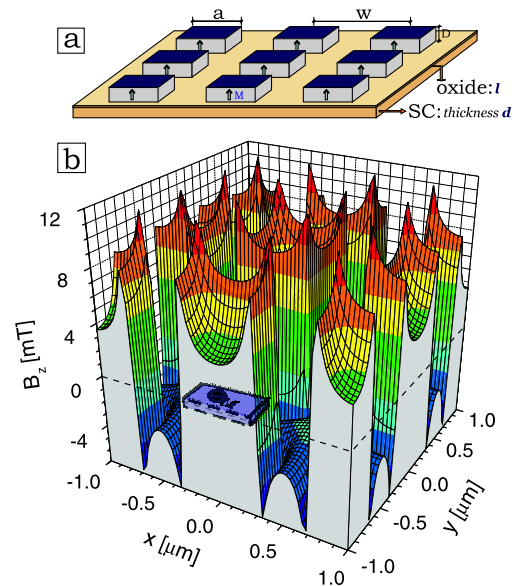 a
a
w
D
M
oxide: l
SC: thickness d
b
12
8
4
0
-4
B_z [mT]
-1.0
-0.5
0.0
0.5
1.0
x [μm]
-1.0
-0.5
0.0
0.5
1.0
y [μm]